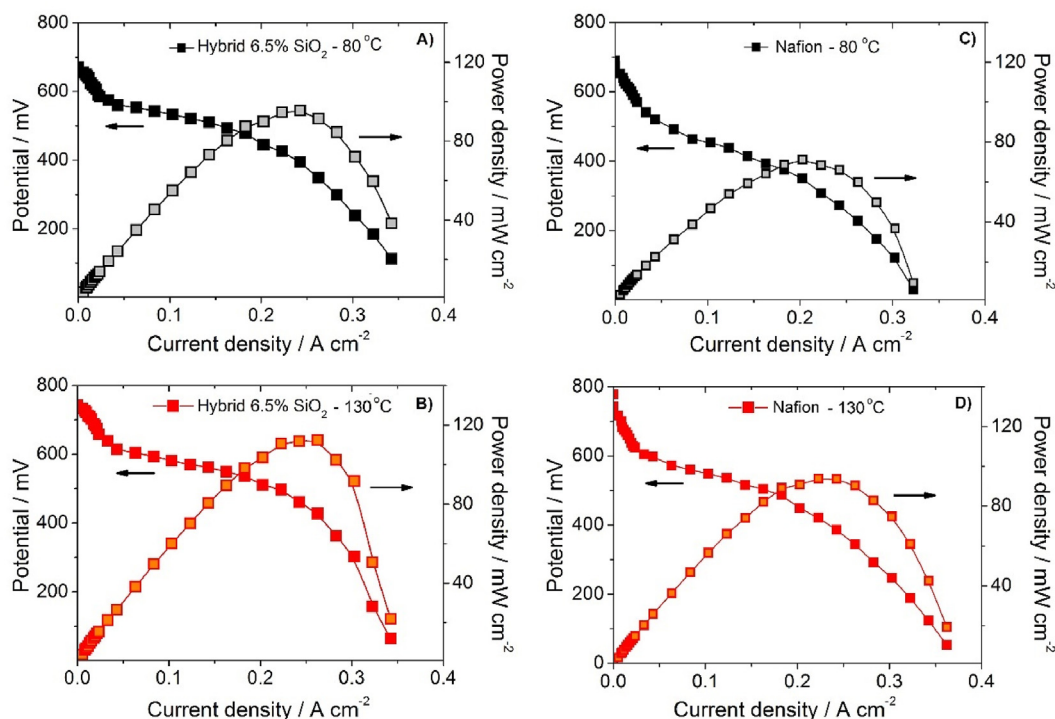 800
600
400
200
Potential / mV
Hybrid 6.5% SiO₂ - 80 °C
A)
120
80
40
Power density / mW cm⁻²
0.0 0.1 0.2 0.3 0.4
Current density / A cm⁻²
800
600
400
200
Potential / mV
Nafion - 80 °C
C)
120
80
40
Power density / mW cm⁻²
0.0 0.1 0.2 0.3 0.4
Current density / A cm⁻²
800
600
400
200
Potential / mV
Hybrid 6.5% SiO₂ - 130 °C
B)
120
80
40
Power density / mW cm⁻²
0.0 0.1 0.2 0.3 0.4
Current density / A cm⁻²
800
600
400
200
0
Potential / mV
Nafion - 130 °C
D)
120
80
40
Power density / mW cm⁻²
0.0 0.1 0.2 0.3 0.4
Current density / A cm⁻²